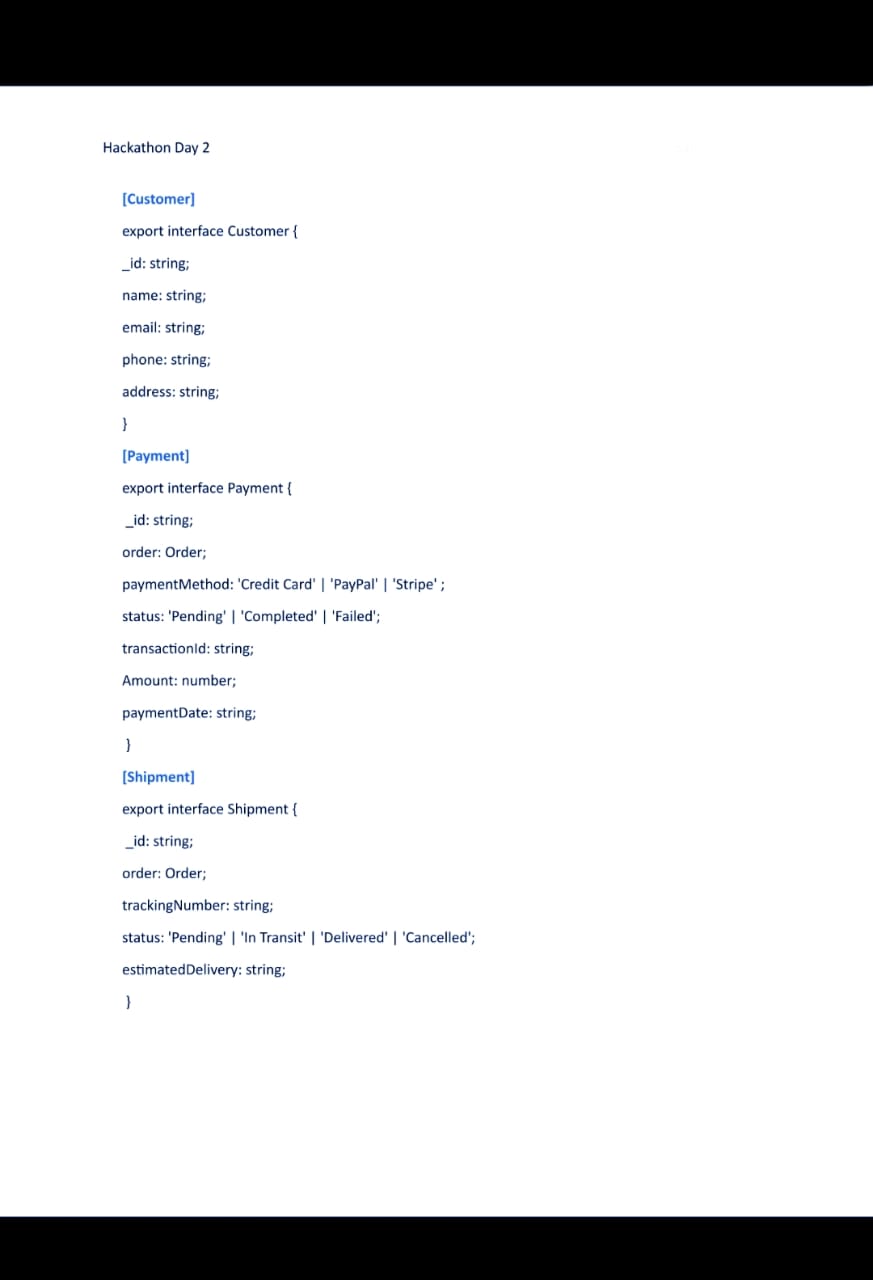 Hackathon Day 2
[Customer]
export interface Customer {
_id: string;
name: string;
email: string;
phone: string;
address: string;
}
[Payment]
export interface Payment {
_id: string;
order: Order;
paymentMethod: 'Credit Card' | 'PayPal' | 'Stripe' ;
status: 'Pending' | 'Completed' | 'Failed';
transactionId: string;
Amount: number;
paymentDate: string;
}
[Shipment]
export interface Shipment {
_id: string;
order: Order;
trackingNumber: string;
status: 'Pending' | 'In Transit' | 'Delivered' | 'Cancelled';
estimatedDelivery: string;
}